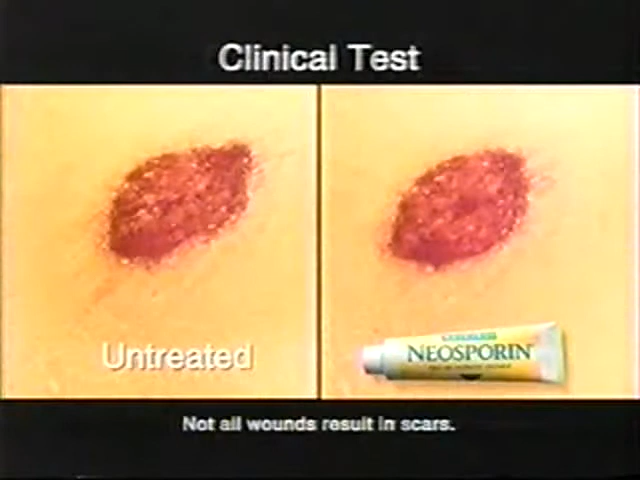 Clinical Test
Untreated
NEOSPORIN
Not all wounds result in scars.